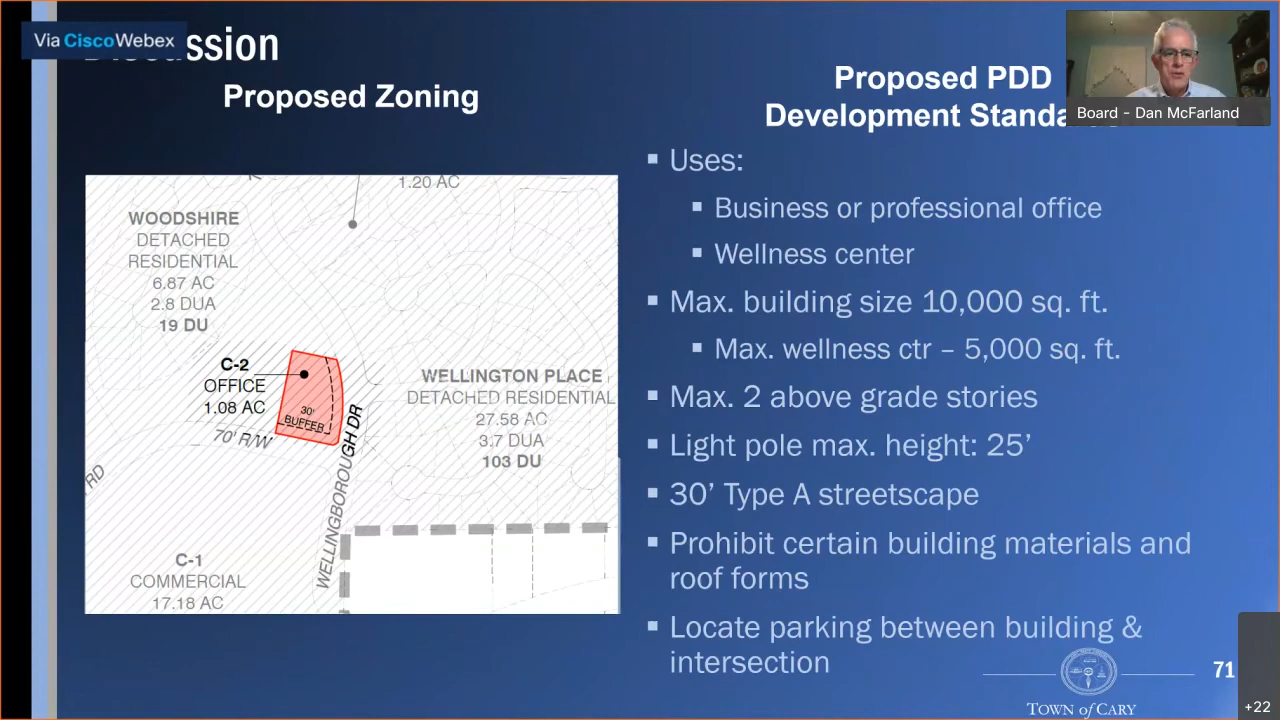 Via Cisco Webex
ssion
Proposed Zoning
Proposed PDD
Development Standa
Board - Dan McFarland
1.20 AC
WOODSHIRE
DETACHED
RESIDENTIAL
6.87 AC
2.8 DUA
19 DU
C-2
OFFICE
1.08 AC
30'
BUFFER
70' R/W
RD
WELLINGBOROUGH DR
WELLINGTON PLACE
DETACHED RESIDENTIAL
27.58 AC
3.7 DUA
103 DU
C-1
COMMERCIAL
17.18 AC
▪ Uses:
▪ Business or professional office
▪ Wellness center
▪ Max. building size 10,000 sq. ft.
▪ Max. wellness ctr – 5,000 sq. ft.
▪ Max. 2 above grade stories
▪ Light pole max. height: 25’
▪ 30’ Type A streetscape
▪ Prohibit certain building materials and
roof forms
▪ Locate parking between building &
intersection
TOWN of CARY
71
+22